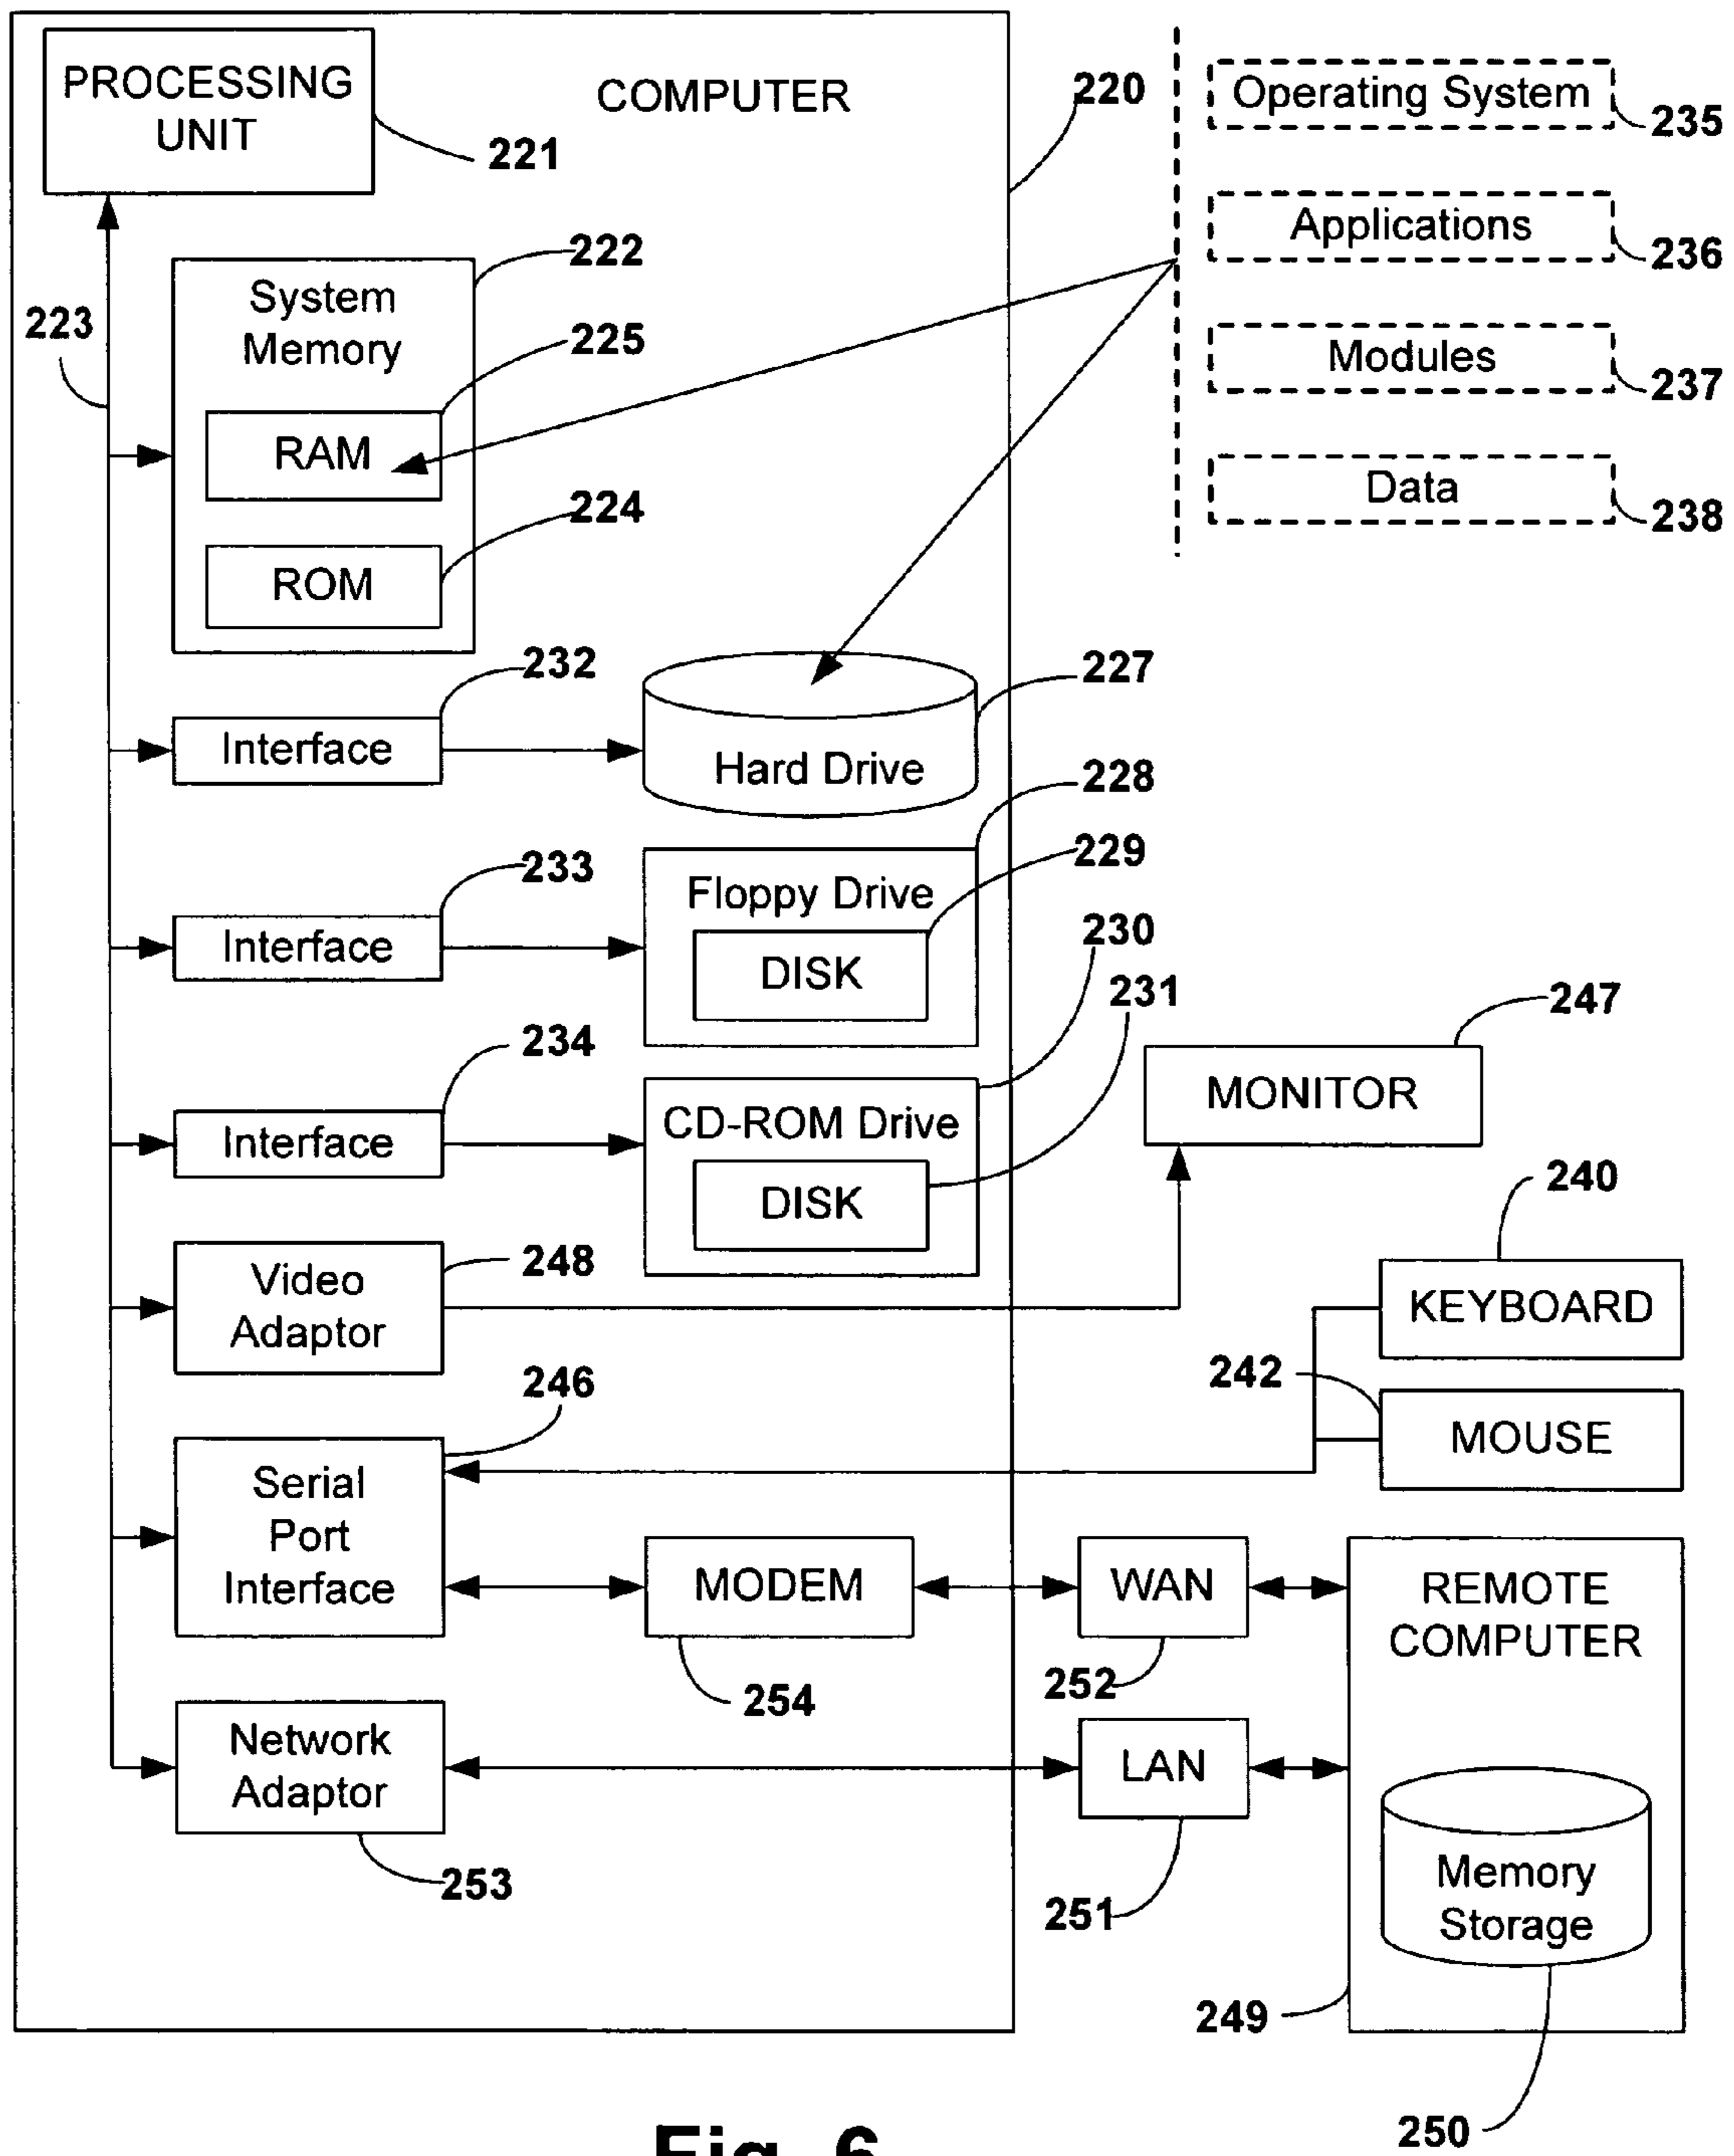 PROCESSING
UNIT
221
COMPUTER
220
Operating System
235
Applications
236
Modules
237
Data
238
223
222
System
Memory
225
RAM
224
ROM
232
Interface
227
Hard Drive
233
Interface
228
Floppy Drive
229
DISK
234
Interface
230
CD-ROM Drive
231
DISK
247
MONITOR
248
Video
Adaptor
240
KEYBOARD
242
MOUSE
246
Serial
Port
Interface
MODEM
254
WAN
252
REMOTE
COMPUTER
Network
Adaptor
253
LAN
251
Memory
Storage
249
250
Fig. 6